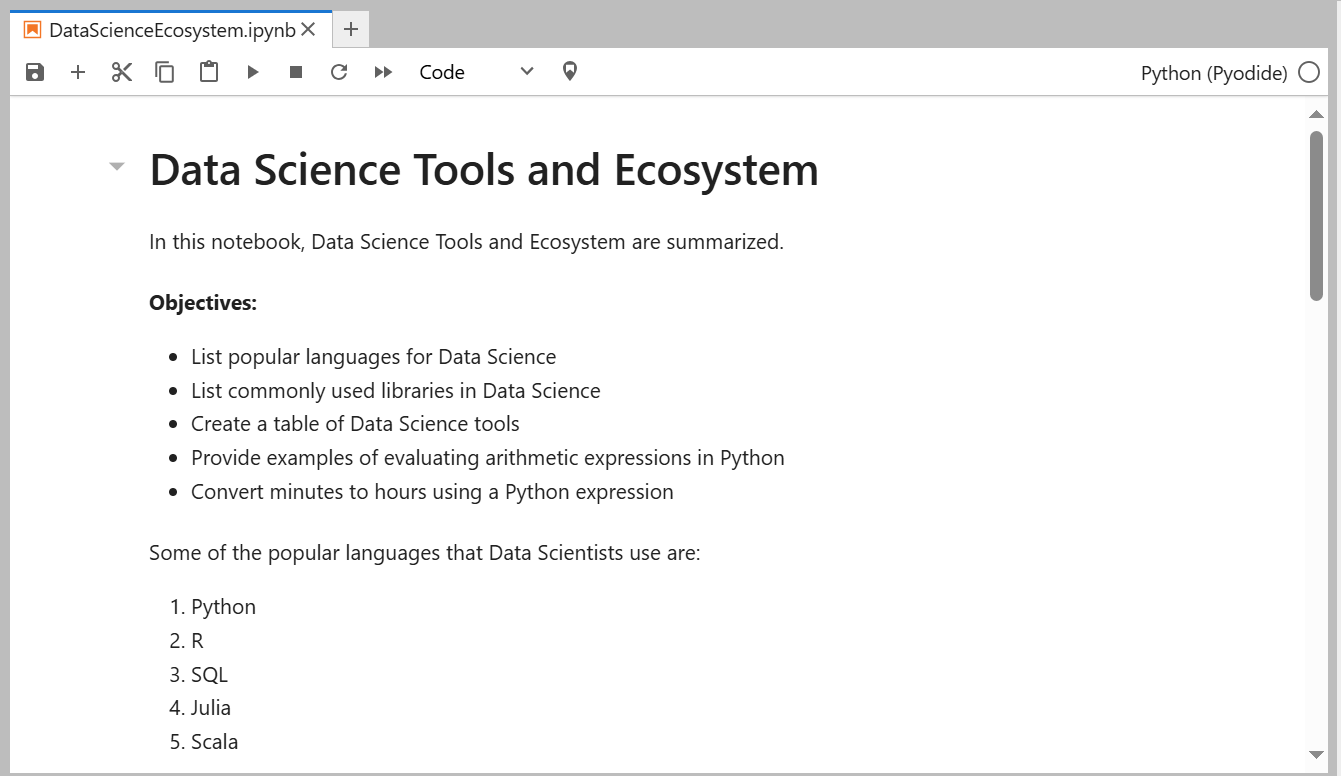 DataScienceEcosystem.ipynb
Code
Python (Pyodide)
Data Science Tools and Ecosystem
In this notebook, Data Science Tools and Ecosystem are summarized.
Objectives:
• List popular languages for Data Science
• List commonly used libraries in Data Science
• Create a table of Data Science tools
• Provide examples of evaluating arithmetic expressions in Python
• Convert minutes to hours using a Python expression
Some of the popular languages that Data Scientists use are:
1. Python
2. R
3. SQL
4. Julia
5. Scala